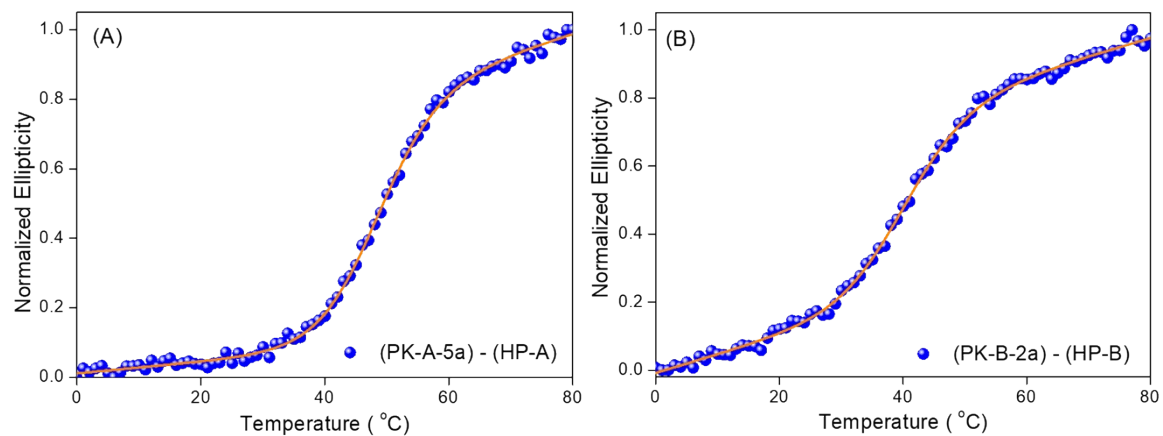 (A)
1.0
0.8
0.6
0.4
0.2
0.0
Normalized Ellipticity
(PK-A-5a) - (HP-A)
0
20
40
60
80
Temperature ( °C)
(B)
1.0
0.8
0.6
0.4
0.2
0.0
Normalized Ellipticity
(PK-B-2a) - (HP-B)
0
20
40
60
80
Temperature ( °C)